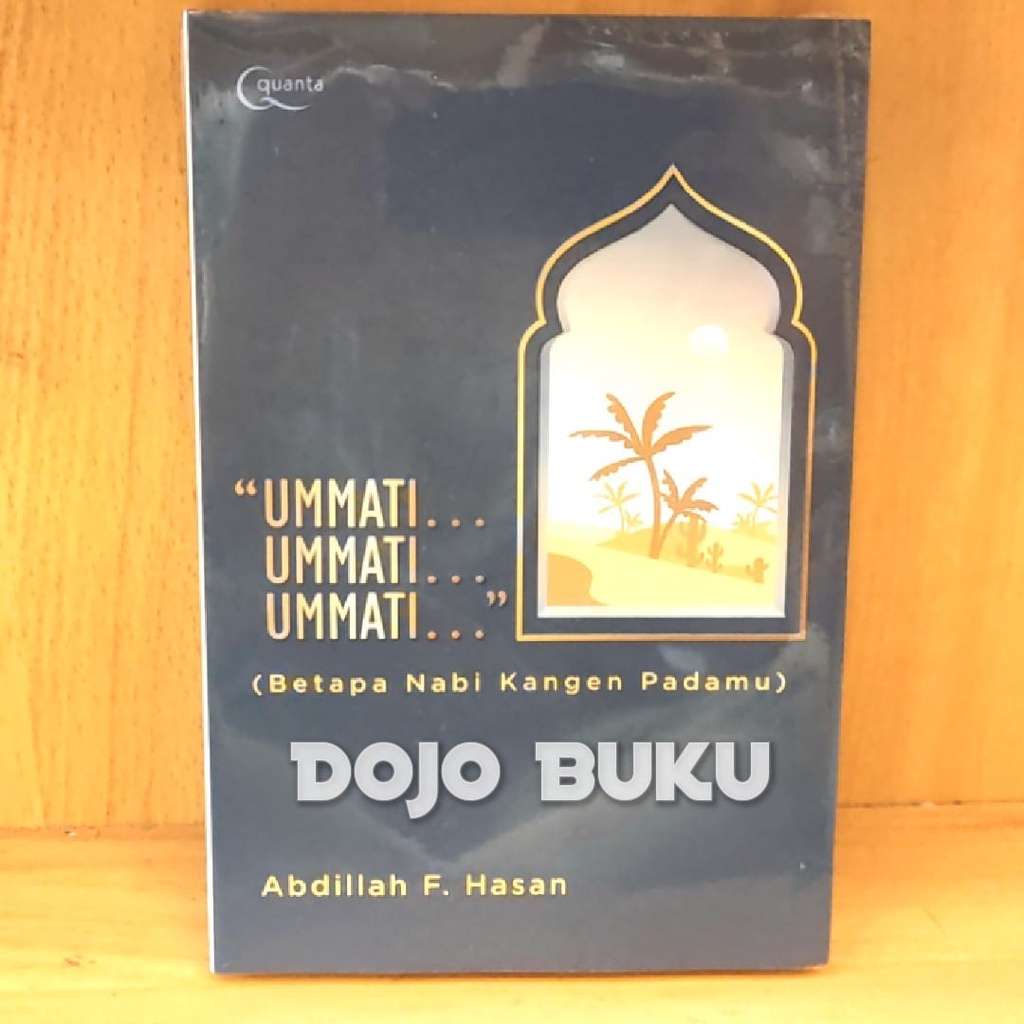 quanta
“UMMATI...
UMMATI...
UMMATI...”
(Betapa Nabi Kangen Padamu)
DOJO BUKU
Abdillah F. Hasan